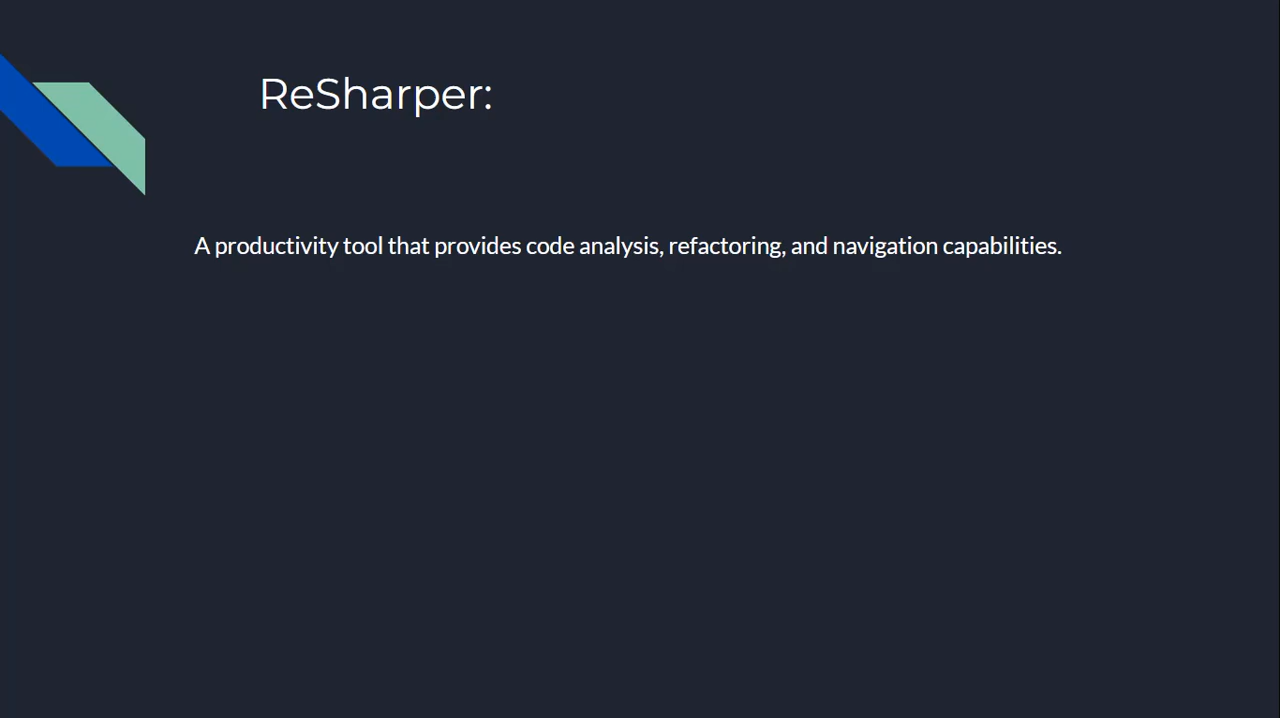 ReSharper:
A productivity tool that provides code analysis, refactoring, and navigation capabilities.